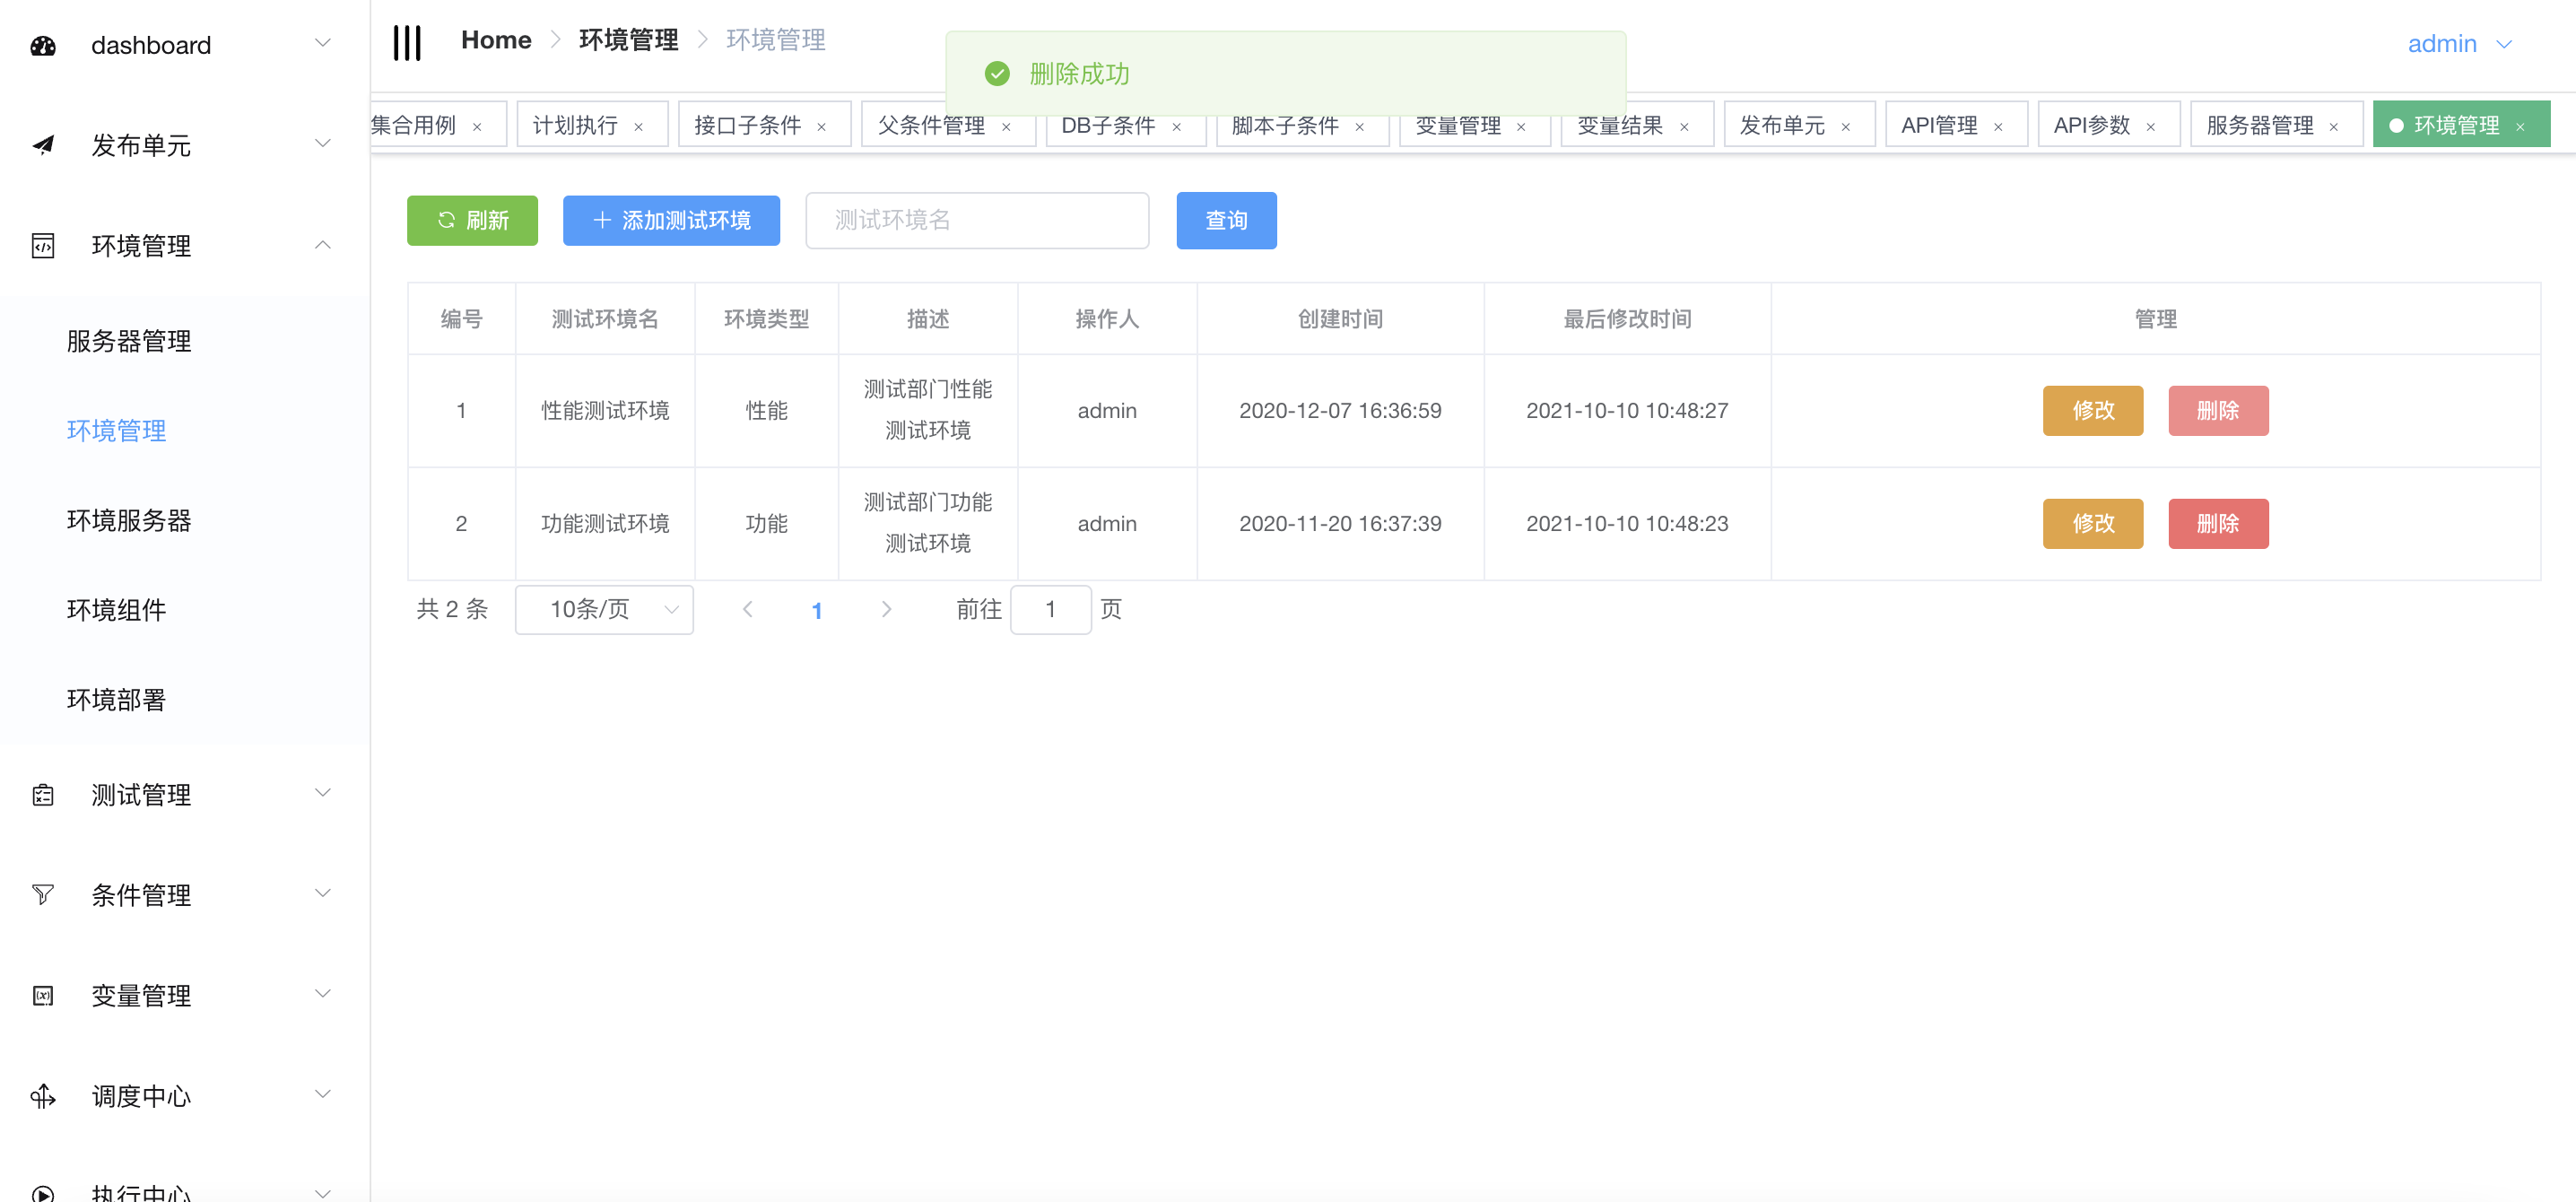 dashboard
发布单元
环境管理
服务器管理
环境管理
环境服务器
环境组件
环境部署
测试管理
条件管理
变量管理
调度中心
执行中心
Home 环境管理 环境管理
删除成功
admin
集合用例 计划执行 接口子条件 父条件管理 DB子条件 脚本子条件 变量管理 变量结果 发布单元 API管理 API参数 服务器管理 环境管理
刷新 添加测试环境 测试环境名 查询
编号 测试环境名 环境类型 描述 操作人 创建时间 最后修改时间 管理
1 性能测试环境 性能 测试部门性能
测试环境 admin 2020-12-07 16:36:59 2021-10-10 10:48:27 修改 删除
2 功能测试环境 功能 测试部门功能
测试环境 admin 2020-11-20 16:37:39 2021-10-10 10:48:23 修改 删除
共 2 条 10条/页 1 前往 1 页